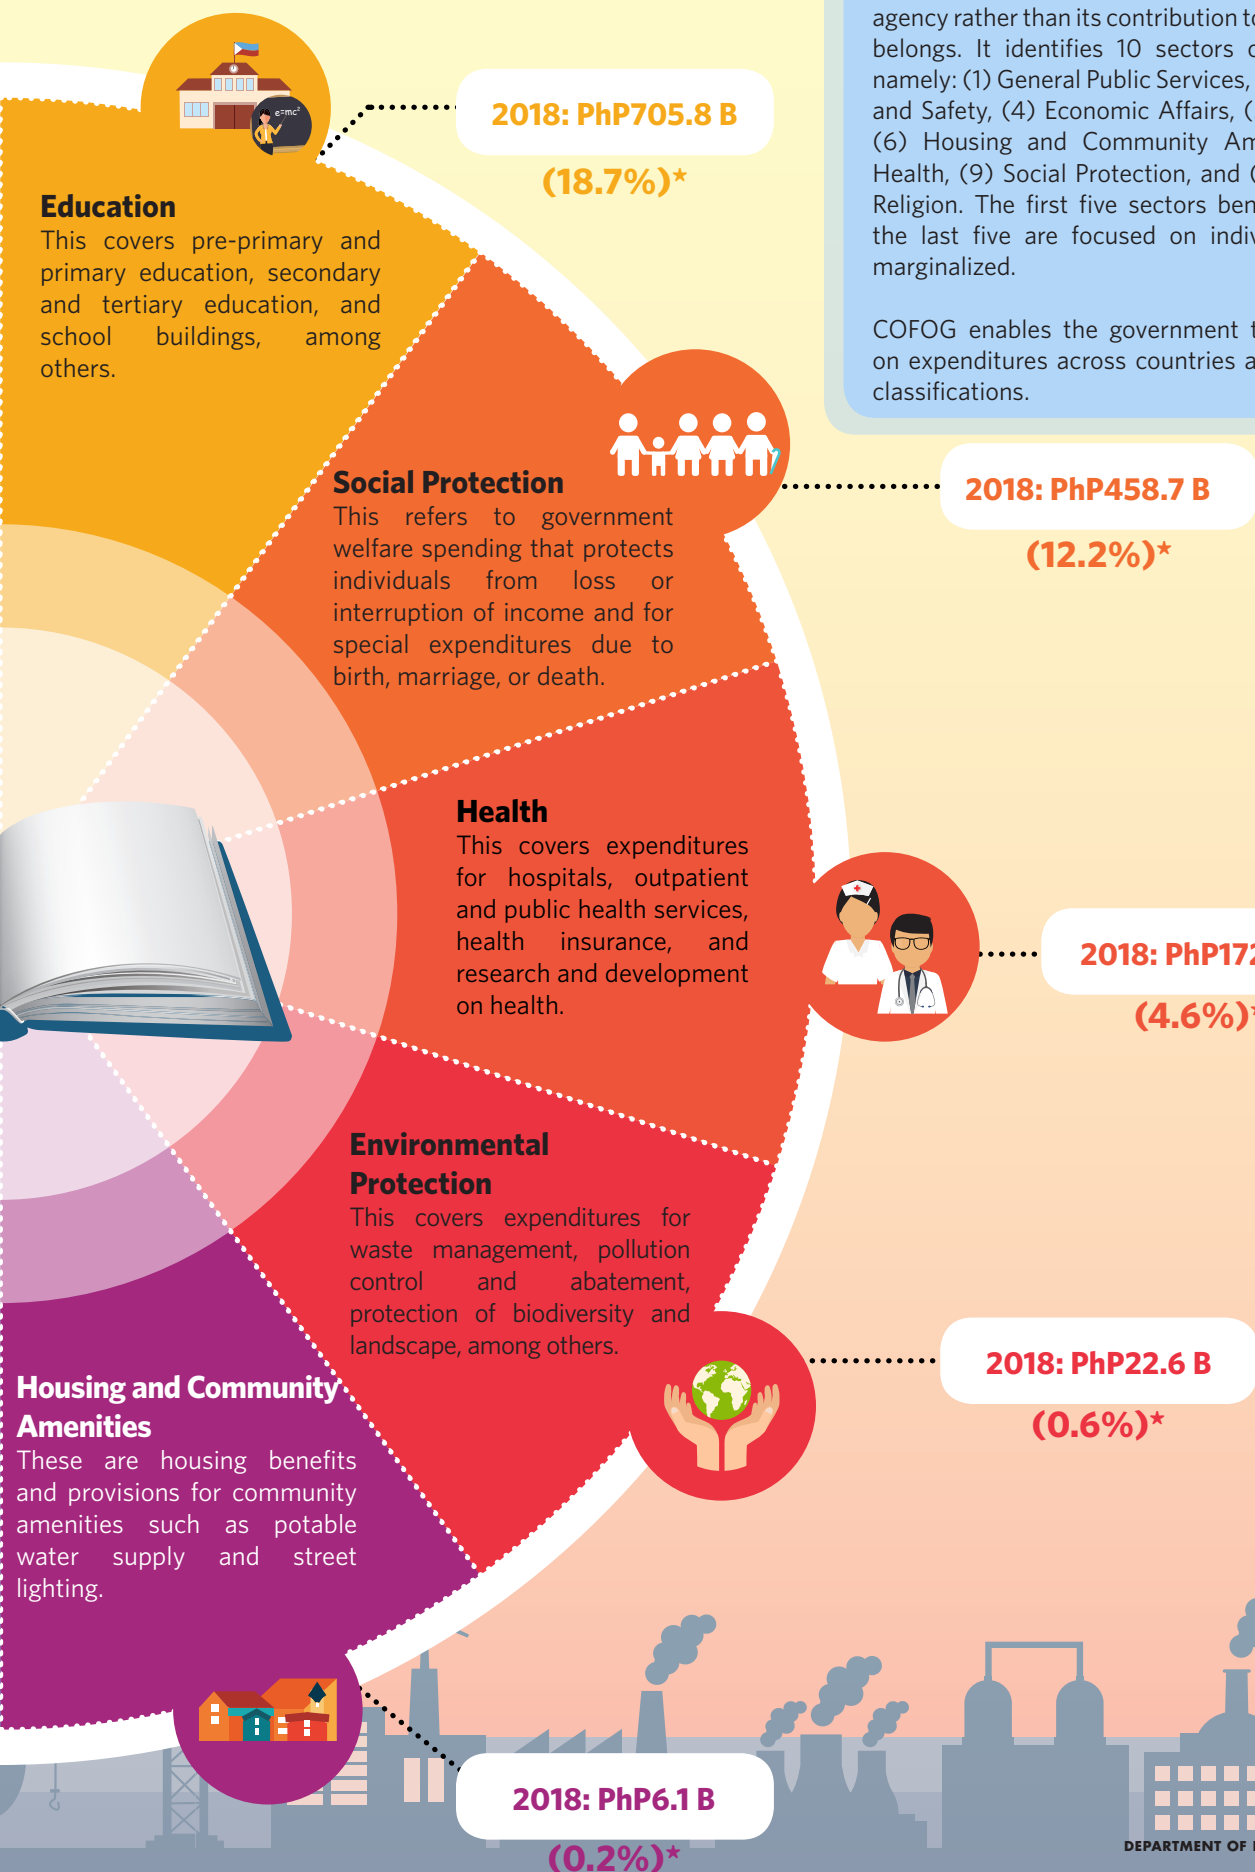 agency rather than its contribution to
belongs. It identifies 10 sectors
namely: (1) General Public Services,
and Safety, (4) Economic Affairs,
(6) Housing and Community
Health, (9) Social Protection, and
Religion. The first five sectors
the last five are focused on
marginalized.
COFOG enables the government
on expenditures across countries
classifications.
e=mc²
2018: PhP705.8 B
(18.7%)★
Education
This covers pre-primary and
primary education, secondary
and tertiary education, and
school buildings, among
others.
Social Protection
This refers to government
welfare spending that protects
individuals from loss or
interruption of income and for
special expenditures due to
birth, marriage, or death.
2018: PhP458.7 B
(12.2%)★
Health
This covers expenditures
for hospitals, outpatient
and public health services,
health insurance, and
research and development
on health.
2018: PhP172
(4.6%)★
Environmental
Protection
This covers expenditures for
waste management, pollution
control and abatement,
protection of biodiversity and
landscape, among others.
2018: PhP22.6 B
(0.6%)★
Housing and Community
Amenities
These are housing benefits
and provisions for community
amenities such as potable
water supply and street
lighting.
2018: PhP6.1 B
(0.2%)★
DEPARTMENT OF